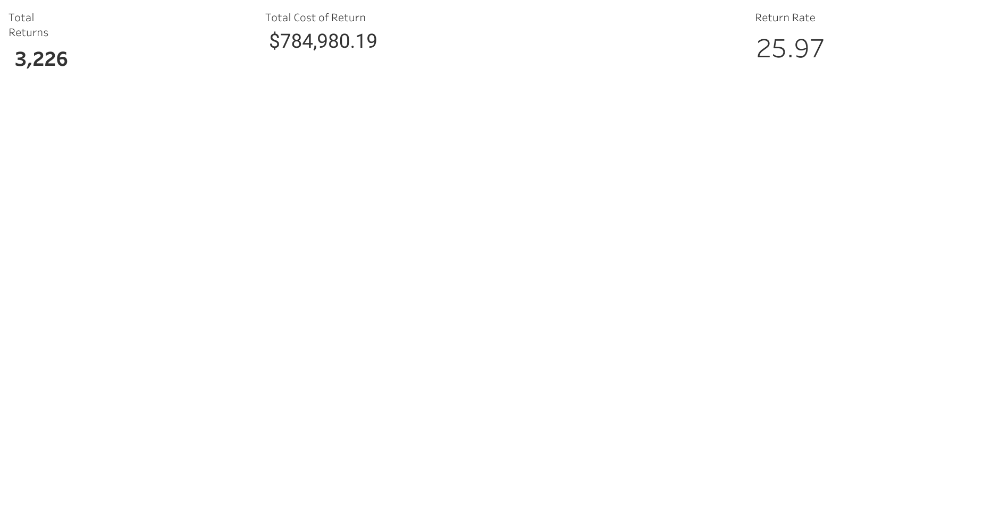 Total
Returns
3,226
Total Cost of Return
$784,980.19
Return Rate
25.97